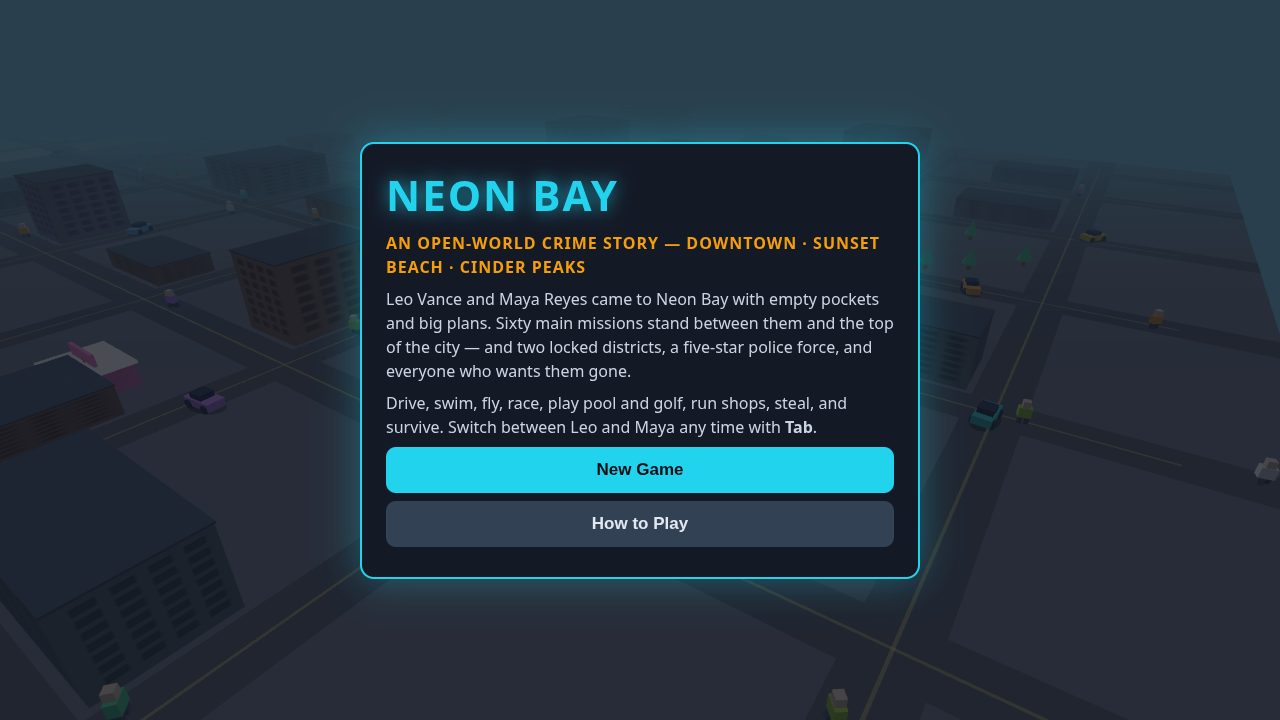 NEON BAY
AN OPEN-WORLD CRIME STORY — DOWNTOWN · SUNSET
BEACH · CINDER PEAKS
Leo Vance and Maya Reyes came to Neon Bay with empty pockets
and big plans. Sixty main missions stand between them and the top
of the city — and two locked districts, a five-star police force, and
everyone who wants them gone.
Drive, swim, fly, race, play pool and golf, run shops, steal, and
survive. Switch between Leo and Maya any time with Tab.
New Game
How to Play